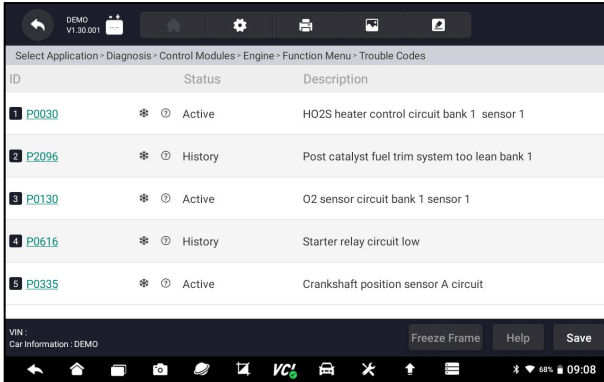 DEMO
V1.30.001
Select Application > Diagnosis > Control Modules > Engine > Function Menu > Trouble Codes
ID Status Description
1 P0030 Active HO2S heater control circuit bank 1 sensor 1
2 P2096 History Post catalyst fuel trim system too lean bank 1
3 P0130 Active O2 sensor circuit bank 1 sensor 1
4 P0616 History Starter relay circuit low
5 P0335 Active Crankshaft position sensor A circuit
VIN :
Car Information : DEMO
Freeze Frame Help Save
VCI 68% 09:08